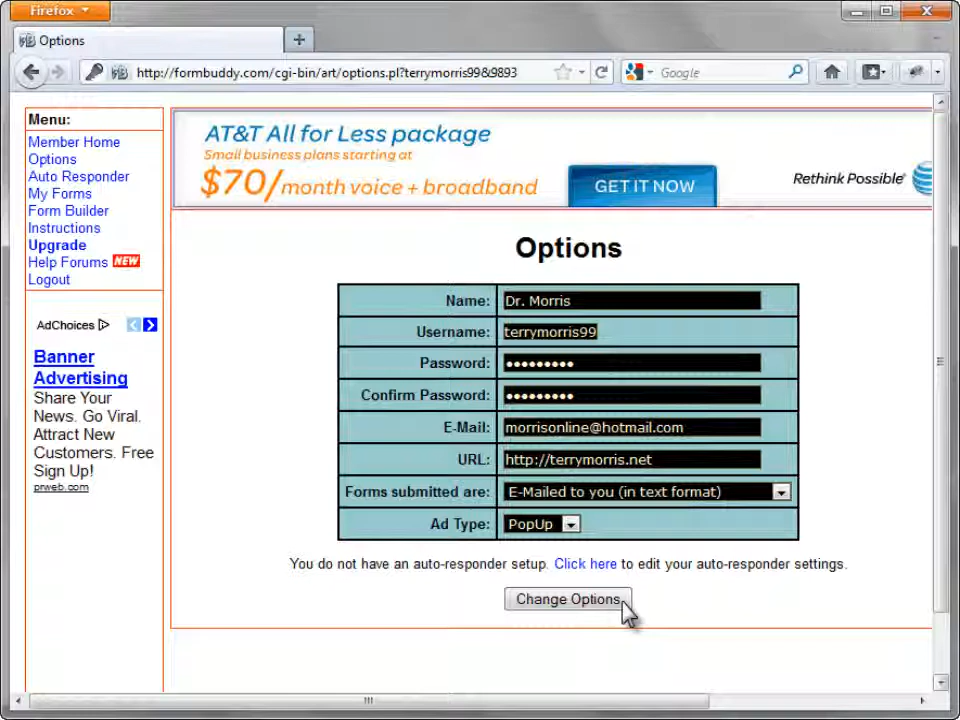 Firefox
Options
http://formbuddy.com/cgi-bin/art/options.pl?terrymorris99&9893
Google
Menu:
Member Home
Options
Auto Responder
My Forms
Form Builder
Instructions
Upgrade
Help Forums NEW
Logout
AdChoices
Banner
Advertising
Share Your
News. Go Viral.
Attract New
Customers. Free
Sign Up!
prweb.com
AT&T All for Less package
Small business plans starting at
$70/month voice + broadband
GET IT NOW
Rethink Possible
Options
Name: Dr. Morris
Username: terrymorris99
Password: •••••••••
Confirm Password: •••••••••
E-Mail: morrisonline@hotmail.com
URL: http://terrymorris.net
Forms submitted are: E-Mailed to you (in text format)
Ad Type: PopUp
You do not have an auto-responder setup. Click here to edit your auto-responder settings.
Change Options